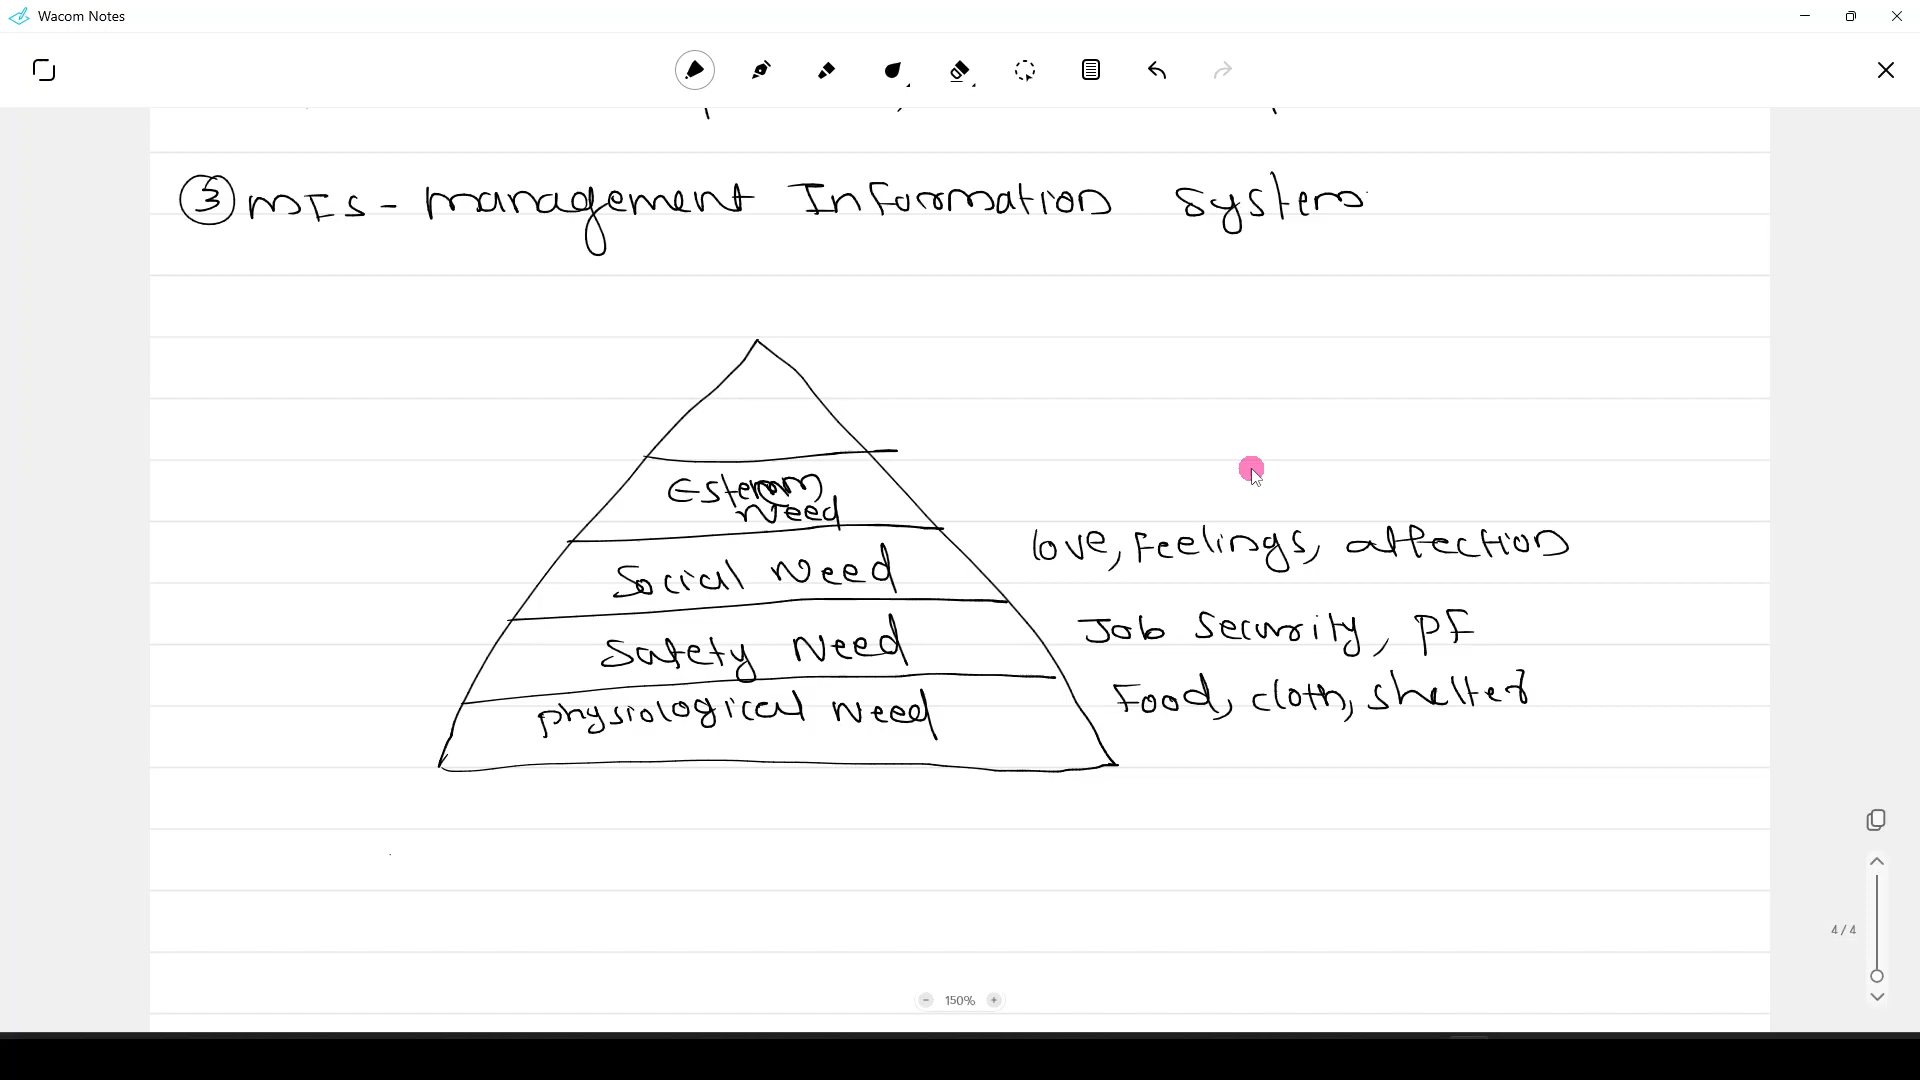 Wacom Notes
③ MIS - Management Information System
Esteem
Need
Social Need
love, Feelings, affection
Safety Need
Job Security, PF
physiological Need
Food, cloth, shelter
4 / 4
150%